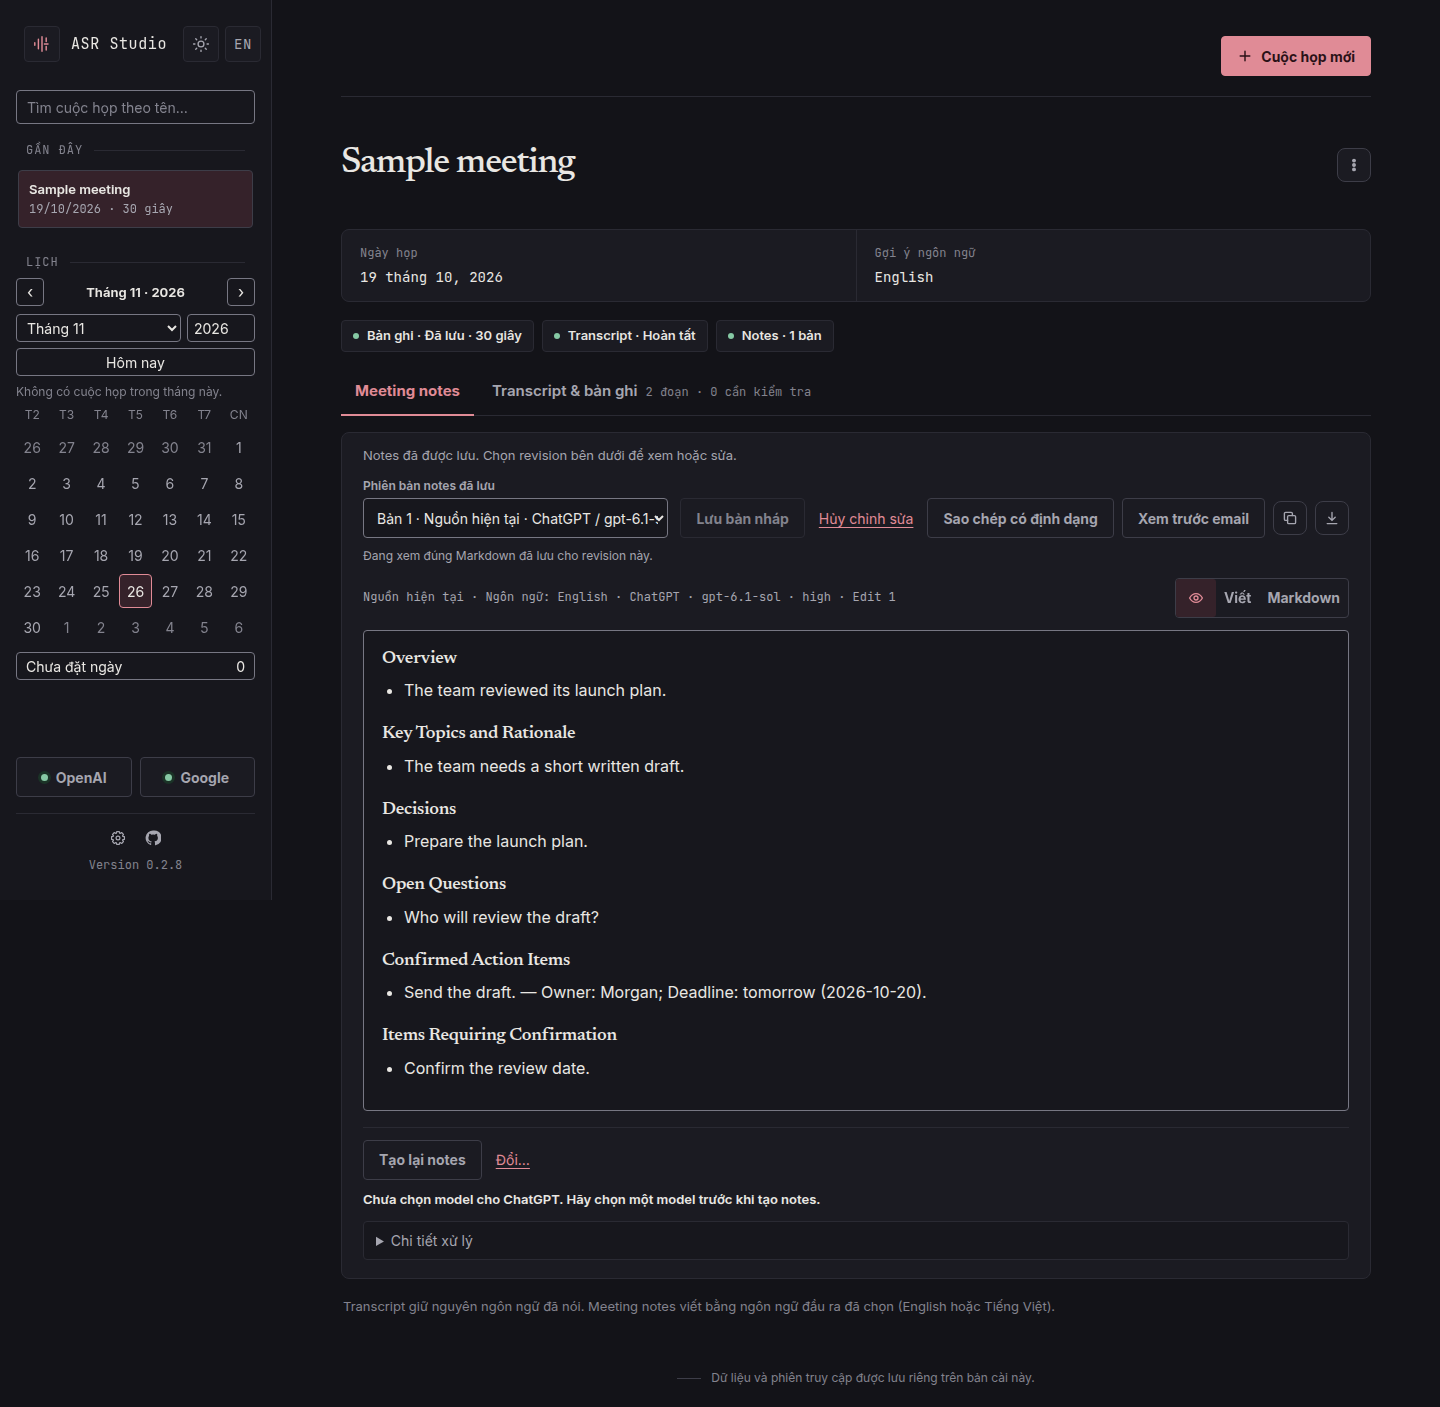 ASR Studio
EN
Tìm cuộc họp theo tên...
GẦN ĐÂY
Sample meeting
19/10/2026 · 30 giây
LỊCH
‹ Tháng 11 · 2026 ›
Tháng 11 2026
Hôm nay
Không có cuộc họp trong tháng này.
T2 T3 T4 T5 T6 T7 CN
26 27 28 29 30 31 1
2 3 4 5 6 7 8
9 10 11 12 13 14 15
16 17 18 19 20 21 22
23 24 25 26 27 28 29
30 1 2 3 4 5 6
Chưa đặt ngày 0
OpenAI Google
Version 0.2.8
+ Cuộc họp mới
Sample meeting
Ngày họp
19 tháng 10, 2026
Gợi ý ngôn ngữ
English
Bản ghi · Đã lưu · 30 giây
Transcript · Hoàn tất
Notes · 1 bản
Meeting notes
Transcript & bản ghi 2 đoạn · 0 cần kiểm tra
Notes đã được lưu. Chọn revision bên dưới để xem hoặc sửa.
Phiên bản notes đã lưu
Bản 1 · Nguồn hiện tại · ChatGPT / gpt-6.1-
Lưu bản nháp
Hủy chỉnh sửa
Sao chép có định dạng
Xem trước email
Đang xem đúng Markdown đã lưu cho revision này.
Nguồn hiện tại · Ngôn ngữ: English · ChatGPT · gpt-6.1-sol · high · Edit 1
Viết Markdown
Overview
• The team reviewed its launch plan.
Key Topics and Rationale
• The team needs a short written draft.
Decisions
• Prepare the launch plan.
Open Questions
• Who will review the draft?
Confirmed Action Items
• Send the draft. — Owner: Morgan; Deadline: tomorrow (2026-10-20).
Items Requiring Confirmation
• Confirm the review date.
Tạo lại notes
Đổi...
Chưa chọn model cho ChatGPT. Hãy chọn một model trước khi tạo notes.
Chi tiết xử lý
Transcript giữ nguyên ngôn ngữ đã nói. Meeting notes viết bằng ngôn ngữ đầu ra đã chọn (English hoặc Tiếng Việt).
Dữ liệu và phiên truy cập được lưu riêng trên bản cài này.